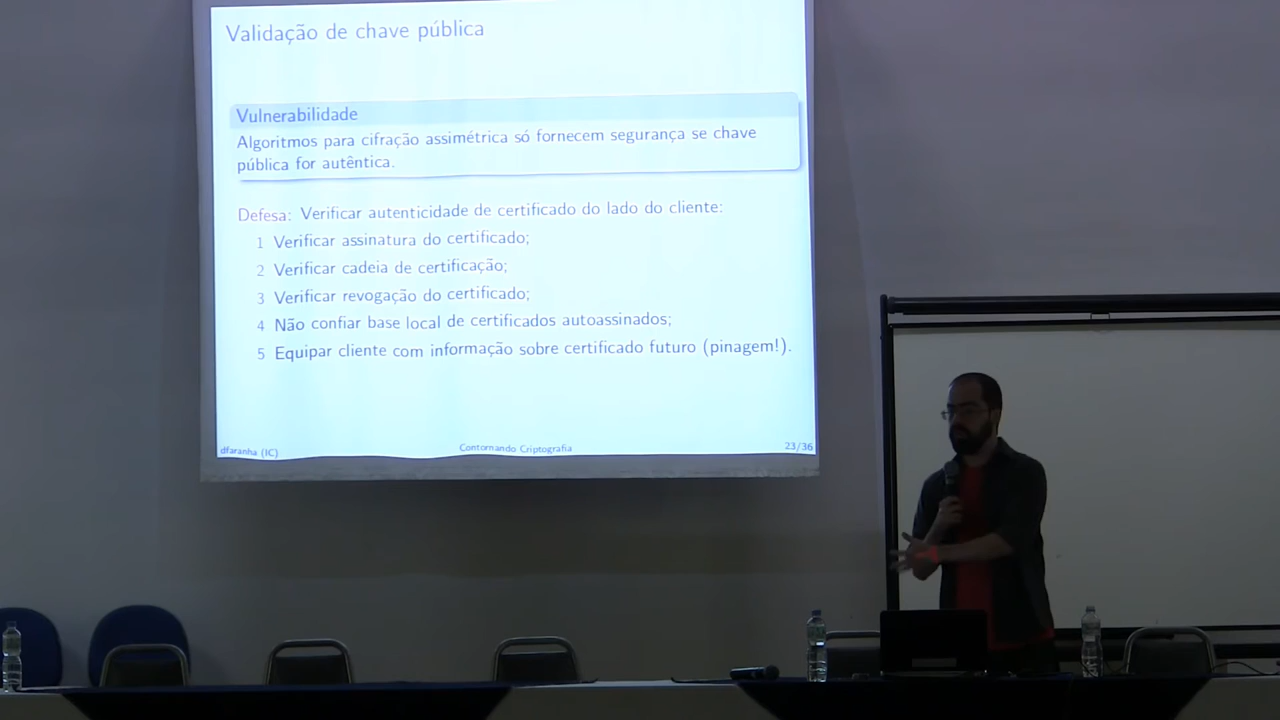 Validação de chave pública
Vulnerabilidade
Algoritmos para cifração assimétrica só fornecem segurança se chave
pública for autêntica.
Defesa: Verificar autenticidade de certificado do lado do cliente:
1 Verificar assinatura do certificado;
2 Verificar cadeia de certificação;
3 Verificar revogação do certificado;
4 Não confiar base local de certificados autoassinados;
5 Equipar cliente com informação sobre certificado futuro (pinagem!).
dfaranha (IC) Contornando Criptografia 23/36